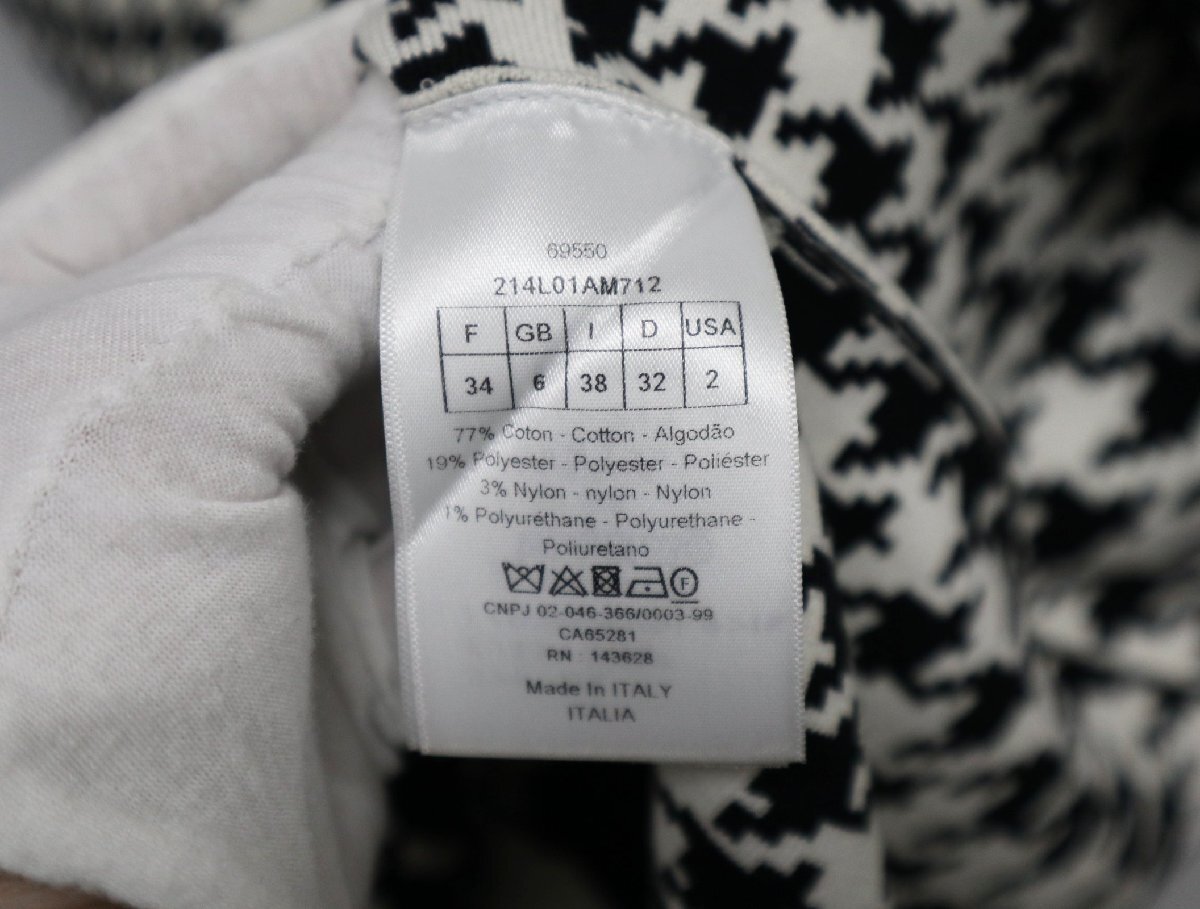 69550
214L01AM712
F GB I D USA
34 6 38 32 2
77% Coton - Cotton - Algodão
19% Polyester - Polyester - Poliéster
3% Nylon - nylon - Nylon
1% Polyuréthane - Polyurethane -
Poliuretano
F
CNPJ 02-046-366/0003-99
CA65281
RN : 143628
Made In ITALY
ITALIA